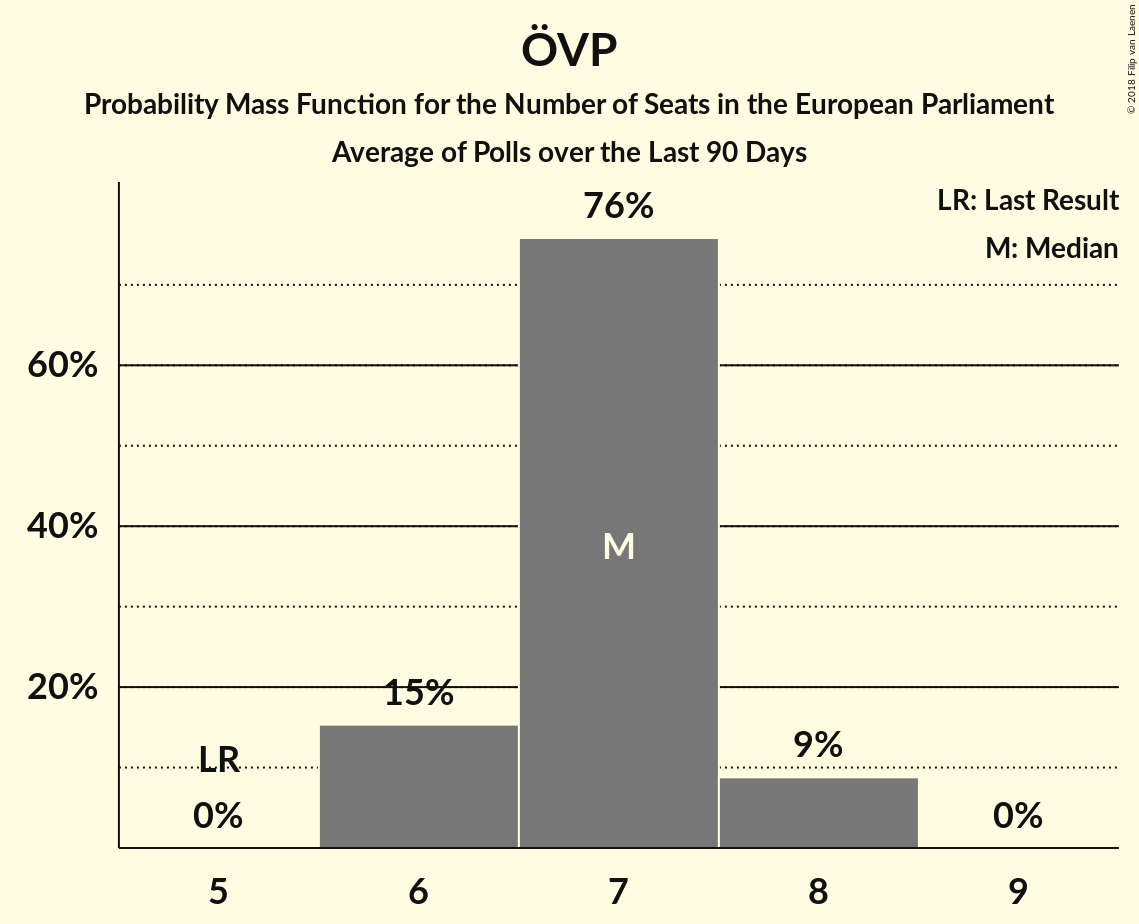 ÖVP
Probability Mass Function for the Number of Seats in the European Parliament
Average of Polls over the Last 90 Days
© 2018 Filip van Laenen
LR: Last Result
M: Median
76%
60%
40%
M
20%
15%
9%
LR
0%
0%
5
6
7
8
9